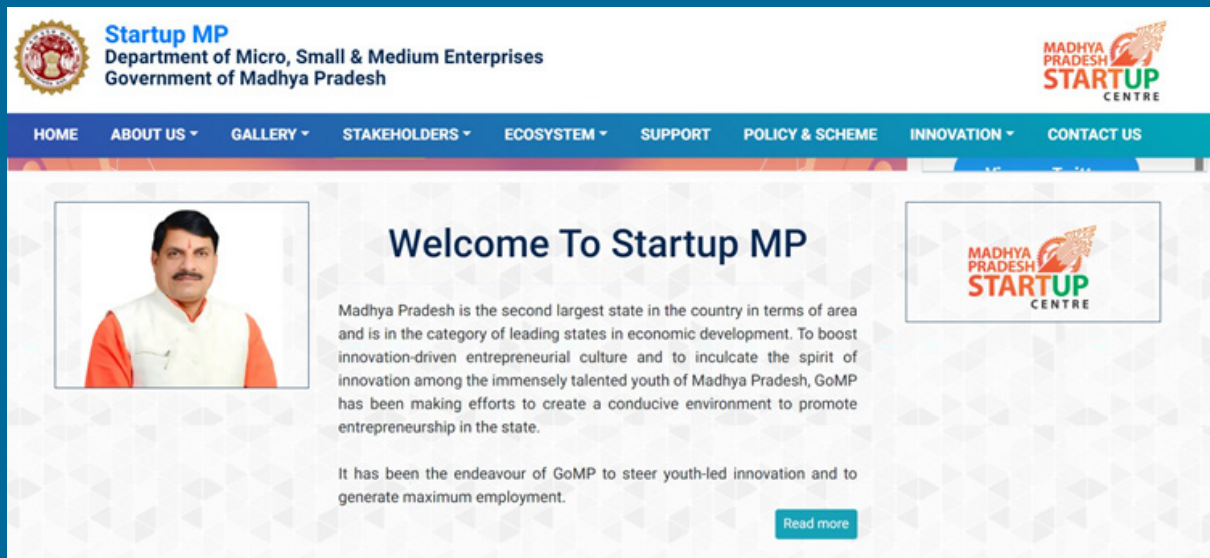 Startup MP
Department of Micro, Small & Medium Enterprises
Government of Madhya Pradesh
MADHYA
PRADESH
STARTUP
CENTRE
HOME ABOUT US GALLERY STAKEHOLDERS ECOSYSTEM SUPPORT POLICY & SCHEME INNOVATION CONTACT US
Welcome To Startup MP
Madhya Pradesh is the second largest state in the country in terms of area
and is in the category of leading states in economic development. To boost
innovation-driven entrepreneurial culture and to inculcate the spirit of
innovation among the immensely talented youth of Madhya Pradesh, GoMP
has been making efforts to create a conducive environment to promote
entrepreneurship in the state.
It has been the endeavour of GoMP to steer youth-led innovation and to
generate maximum employment.
Read more
MADHYA
PRADESH
STARTUP
CENTRE